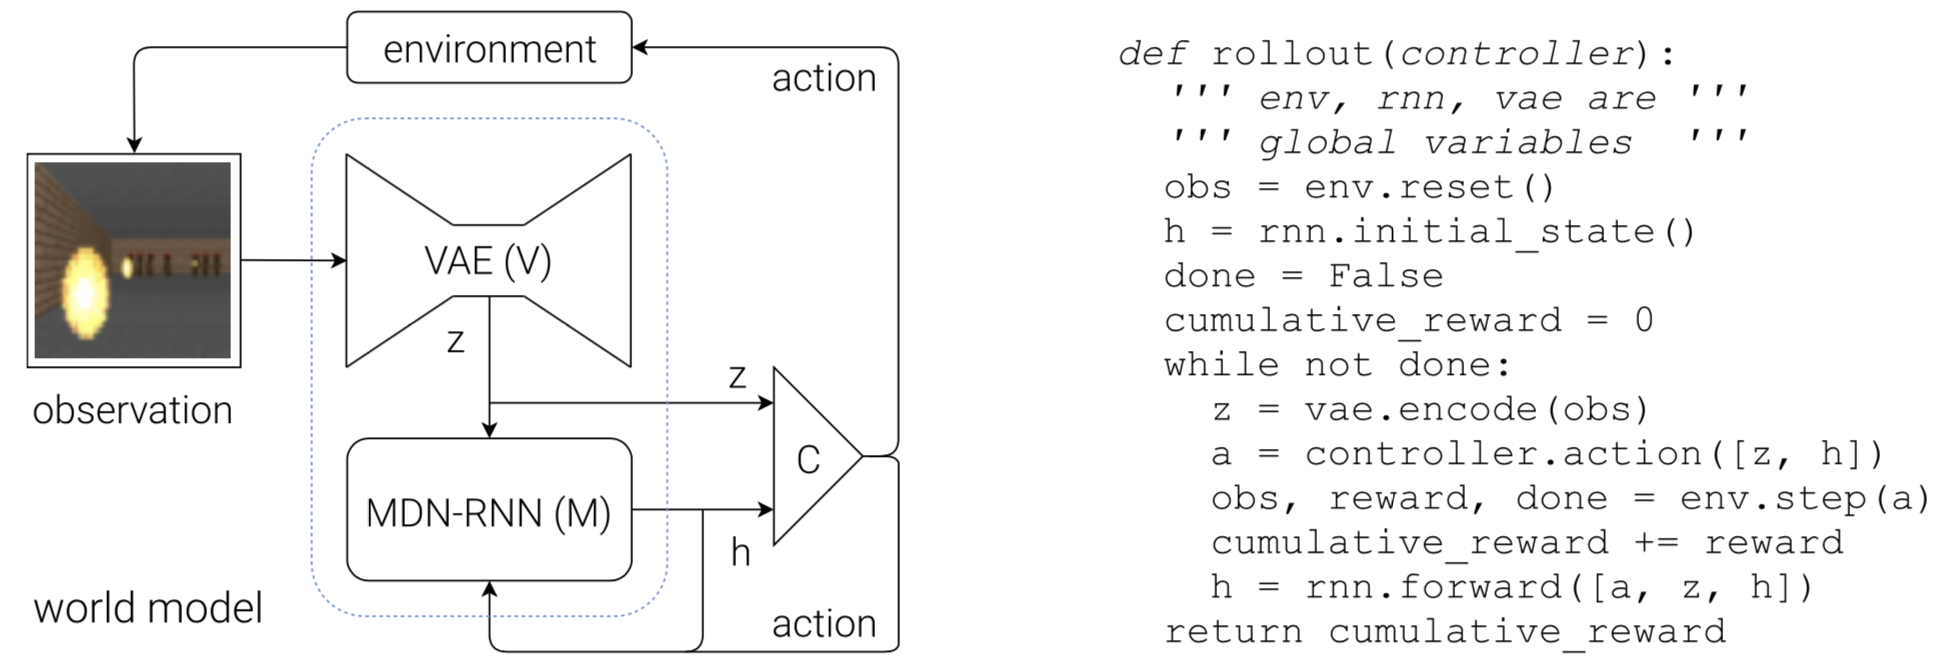 environment
action
observation
VAE (V)
z
z
C
MDN-RNN (M)
h
world model
action
def rollout(controller):
''' env, rnn, vae are '''
''' global variables '''
obs = env.reset()
h = rnn.initial_state()
done = False
cumulative_reward = 0
while not done:
z = vae.encode(obs)
a = controller.action([z, h])
obs, reward, done = env.step(a)
cumulative_reward += reward
h = rnn.forward([a, z, h])
return cumulative_reward